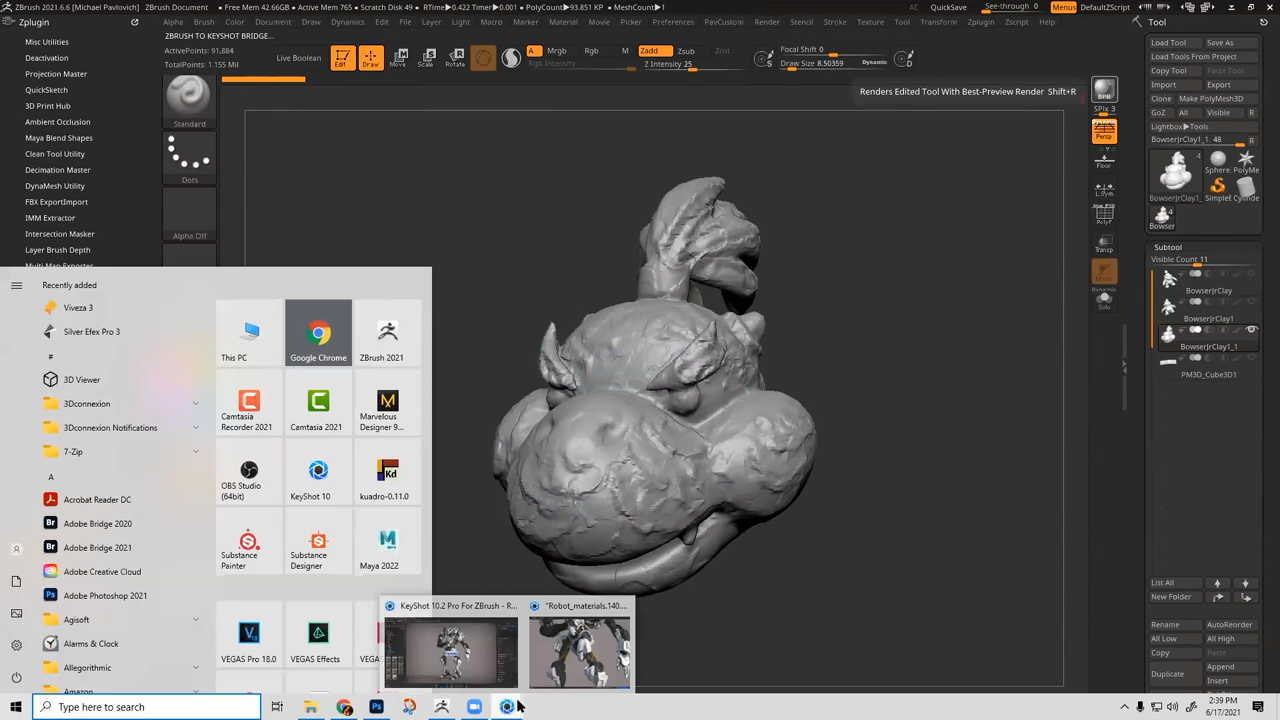 ZBrush 2021.6.6 [Michael Pavlovich] ZBrush Document • Free Mem 42.66GB • Active Mem 765 • Scratch Disk 49 • RTime▶0.422 Timer▶0.001 • PolyCount▶93.851 KP • MeshCount▶1
AC QuickSave See-through 0 Menus DefaultZScript
Zplugin
Alpha Brush Color Document Draw Dynamics Edit File Layer Light Macro Marker Material Movie Picker Preferences PavCustom Render Stencil Stroke Texture Tool Transform Zplugin Zscript Help
Tool
ZBRUSH TO KEYSHOT BRIDGE...
ActivePoints: 91,884
TotalPoints: 1.155 Mil
Live Boolean
Edit Draw Move Scale Rotate
A Mrgb Rgb M Zadd Zsub Zcut
Rgb Intensity Z Intensity 25
Focal Shift 0
Draw Size 8.50359 Dynamic
S D
Renders Edited Tool With Best-Preview Render Shift+R
Misc Utilities
Deactivation
Projection Master
QuickSketch
3D Print Hub
Ambient Occlusion
Maya Blend Shapes
Clean Tool Utility
Decimation Master
DynaMesh Utility
FBX ExportImport
IMM Extractor
Intersection Masker
Layer Brush Depth
Multi Map Exporter
Standard
Dots
Alpha Off
BPR
SPix 3
Dynamic
Persp
Floor
L.Sym
PolyF
Transp
Ghost
Dynamic
Solo
Load Tool Save As
Load Tools From Project
Copy Tool Paste Tool
Import Export
Clone Make PolyMesh3D
GoZ All Visible R
Lightbox▶Tools
BowserJrClay1_1. 48 R
4
BowserJrClay1_
Sphere: PolyMe
Simplet Cylinde
4
Bowser
Subtool
Visible Count 11
BowserJrClay
BowserJrClay1
BowserJrClay1_1
PM3D_Cube3D1
List All
New Folder
Rename AutoReorder
All Low All High
Copy Paste
Duplicate Append
Recently added
Viveza 3
Silver Efex Pro 3
#
3D Viewer
3Dconnexion
3Dconnexion Notifications
7-Zip
A
Acrobat Reader DC
Adobe Bridge 2020
Adobe Bridge 2021
Adobe Creative Cloud
Adobe Photoshop 2021
Agisoft
Alarms & Clock
Allegorithmic
Amazon
This PC
Google Chrome
ZBrush 2021
Camtasia Recorder 2021
Camtasia 2021
Marvelous Designer 9...
OBS Studio (64bit)
KeyShot 10
kuadro-0.11.0
Substance Painter
Substance Designer
Maya 2022
VEGAS Pro 18.0
VEGAS Effects
VEGA
KeyShot 10.2 Pro For ZBrush - R...
"Robot_materials.140....
Type here to search
2:39 PM
6/17/2021